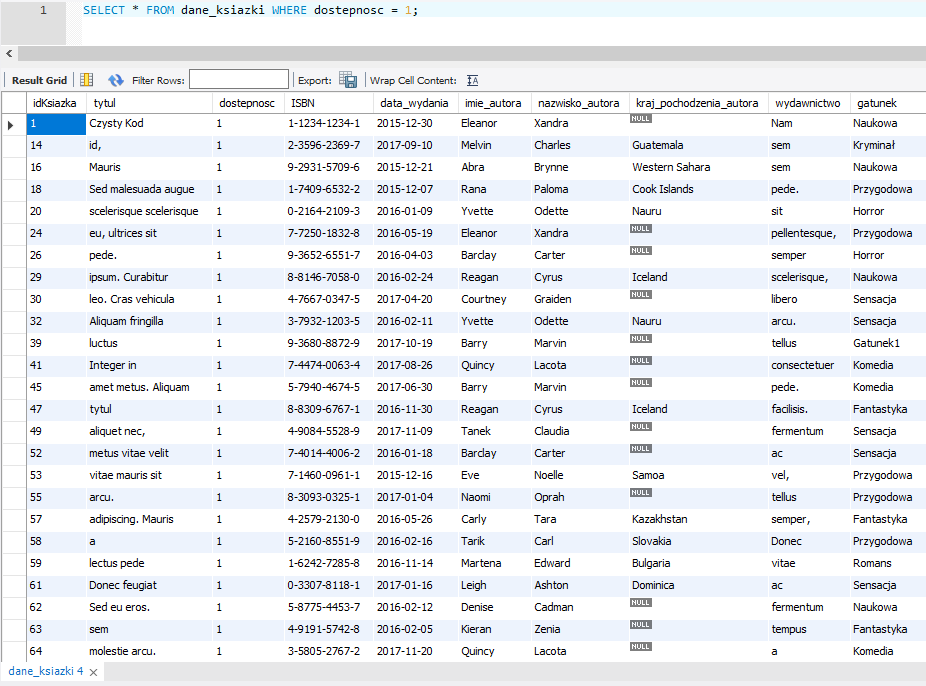 1 SELECT * FROM dane_ksiazki WHERE dostepnosc = 1;
Result Grid Filter Rows: Export: Wrap Cell Content: IA
idKsiazka tytul dostepnosc ISBN data_wydania imie_autora nazwisko_autora kraj_pochodzenia_autora wydawnictwo gatunek
1 Czysty Kod 1 1-1234-1234-1 2015-12-30 Eleanor Xandra NULL Nam Naukowa
14 id, 1 2-3596-2369-7 2017-09-10 Melvin Charles Guatemala sem Kryminał
16 Mauris 1 9-2931-5709-6 2015-12-21 Abra Brynne Western Sahara sem Naukowa
18 Sed malesuada augue 1 1-7409-6532-2 2015-12-07 Rana Paloma Cook Islands pede. Przygodowa
20 scelerisque scelerisque 1 0-2164-2109-3 2016-01-09 Yvette Odette Nauru sit Horror
24 eu, ultrices sit 1 7-7250-1832-8 2016-05-19 Eleanor Xandra NULL pellentesque, Przygodowa
26 pede. 1 9-3652-6551-7 2016-04-03 Barclay Carter NULL semper Horror
29 ipsum. Curabitur 1 8-8146-7058-0 2016-02-24 Reagan Cyrus Iceland scelerisque, Naukowa
30 leo. Cras vehicula 1 4-7667-0347-5 2017-04-20 Courtney Graiden NULL libero Sensacja
32 Aliquam fringilla 1 3-7932-1203-5 2016-02-11 Yvette Odette Nauru arcu. Sensacja
39 luctus 1 9-3680-8872-9 2017-10-19 Barry Marvin NULL tellus Gatunek1
41 Integer in 1 7-4474-0063-4 2017-08-26 Quincy Lacota NULL consectetuer Komedia
45 amet metus. Aliquam 1 5-7940-4674-5 2017-06-30 Barry Marvin NULL pede. Komedia
47 tytul 1 8-8309-6767-1 2016-11-30 Reagan Cyrus Iceland facilisis. Fantastyka
49 aliquet nec, 1 4-9084-5528-9 2017-11-09 Tanek Claudia NULL fermentum Sensacja
52 metus vitae velit 1 7-4014-4006-2 2016-01-18 Barclay Carter NULL ac Sensacja
53 vitae mauris sit 1 7-1460-0961-1 2015-12-16 Eve Noelle Samoa vel, Przygodowa
55 arcu. 1 8-3093-0325-1 2017-01-04 Naomi Oprah NULL tellus Przygodowa
57 adipiscing. Mauris 1 4-2579-2130-0 2016-05-26 Carly Tara Kazakhstan semper, Fantastyka
58 a 1 5-2160-8551-9 2016-02-16 Tarik Carl Slovakia Donec Przygodowa
59 lectus pede 1 1-6242-7285-8 2016-11-14 Martena Edward Bulgaria vitae Romans
61 Donec feugiat 1 0-3307-8118-1 2017-01-16 Leigh Ashton Dominica ac Sensacja
62 Sed eu eros. 1 5-8775-4453-7 2016-02-12 Denise Cadman NULL fermentum Naukowa
63 sem 1 4-9191-5742-8 2016-02-05 Kieran Zenia NULL tempus Fantastyka
64 molestie arcu. 1 3-5805-2767-2 2017-11-20 Quincy Lacota NULL a Komedia
dane_ksiazki 4